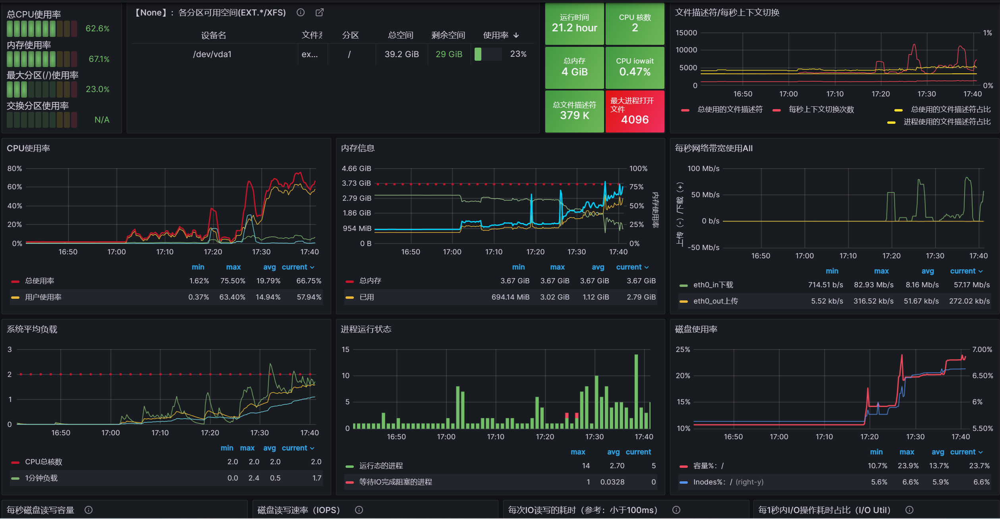 总CPU使用率
62.6%
内存使用率
67.1%
最大分区(/)使用率
23.0%
交换分区使用率
N/A
【None】：各分区可用空间(EXT.*/XFS)
设备名 文件系 分区 总空间 剩余空间 使用率
/dev/vda1 ex... / 39.2 GiB 29 GiB 23%
运行时间
21.2 hour
CPU 核数
2
总内存
4 GiB
CPU iowait
0.47%
总文件描述符
379 K
最大进程打开
文件
4096
文件描述符/每秒上下文切换
15000 1%
10000
5000
0 0%
16:50 17:00 17:10 17:20 17:30 17:40
总使用的文件描述符 每秒上下文切换次数 总使用的文件描述符占比
进程使用的文件描述符占比
CPU使用率
80%
60%
40%
20%
0%
16:50 17:00 17:10 17:20 17:30 17:40
min max avg current
总使用率 1.62% 75.50% 19.79% 66.75%
用户使用率 0.37% 63.40% 14.94% 57.94%
内存信息
4.66 GiB 100%
3.73 GiB 75%
2.79 GiB 50%
1.86 GiB 25%
954 MiB 0%
0 B
内存使用率
16:50 17:00 17:10 17:20 17:30 17:40
min max avg current
总内存 3.67 GiB 3.67 GiB 3.67 GiB 3.67 GiB
已用 694.14 MiB 3.02 GiB 1.12 GiB 2.79 GiB
每秒网络带宽使用All
上传（-）/下载（+）
100 Mb/s
50 Mb/s
0 b/s
-50 Mb/s
16:50 17:00 17:10 17:20 17:30 17:40
min max avg current
eth0_in下载 714.51 b/s 82.93 Mb/s 8.16 Mb/s 57.17 Mb/s
eth0_out上传 5.52 kb/s 316.52 kb/s 51.67 kb/s 272.02 kb/s
系统平均负载
3
2
1
0
16:50 17:00 17:10 17:20 17:30 17:40
min max avg current
CPU总核数 2.0 2.0 2.0 2.0
1分钟负载 0.0 2.4 0.5 1.7
进程运行状态
15
10
5
0
16:50 17:00 17:10 17:20 17:30 17:40
max avg current
运行态的进程 14 2.70 5
等待IO完成阻塞的进程 1 0.0328 0
磁盘使用率
25% 7.00%
20% 6.50%
15% 6%
10% 5.50%
16:50 17:00 17:10 17:20 17:30 17:40
min max avg current
容量%：/ 10.7% 23.9% 13.7% 23.7%
Inodes%：/ (right-y) 5.6% 6.6% 5.9% 6.6%
每秒磁盘读写容量
磁盘读写速率（IOPS）
每次IO读写的耗时（参考：小于100ms）
每1秒内I/O操作耗时占比（I/O Util）